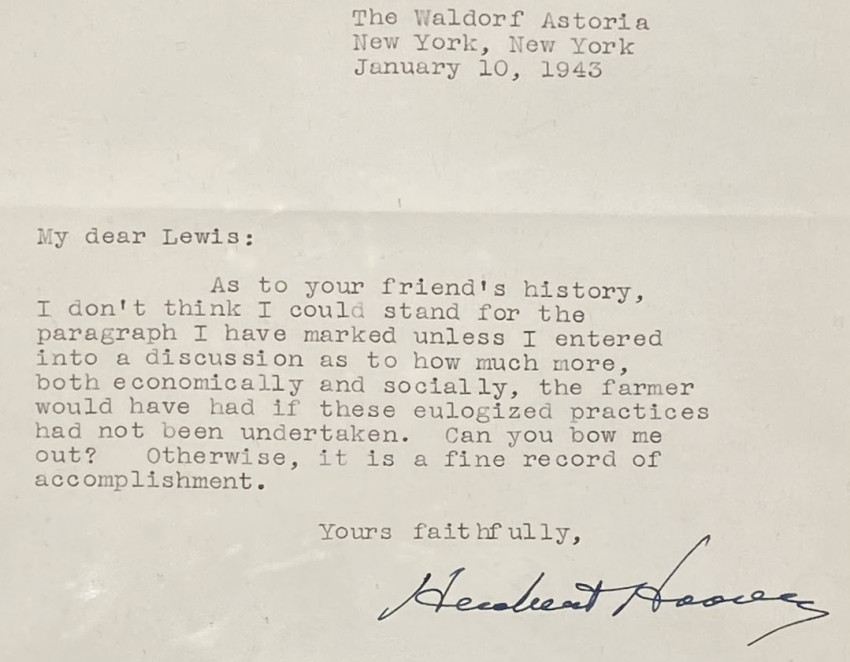 The Waldorf Astoria
New York, New York
January 10, 1943
My dear Lewis:
As to your friend's history,
I don't think I could stand for the
paragraph I have marked unless I entered
into a discussion as to how much more,
both economically and socially, the farmer
would have had if these eulogized practices
had not been undertaken. Can you bow me
out? Otherwise, it is a fine record of
accomplishment.
Yours faithfully,
Herbert Hoover